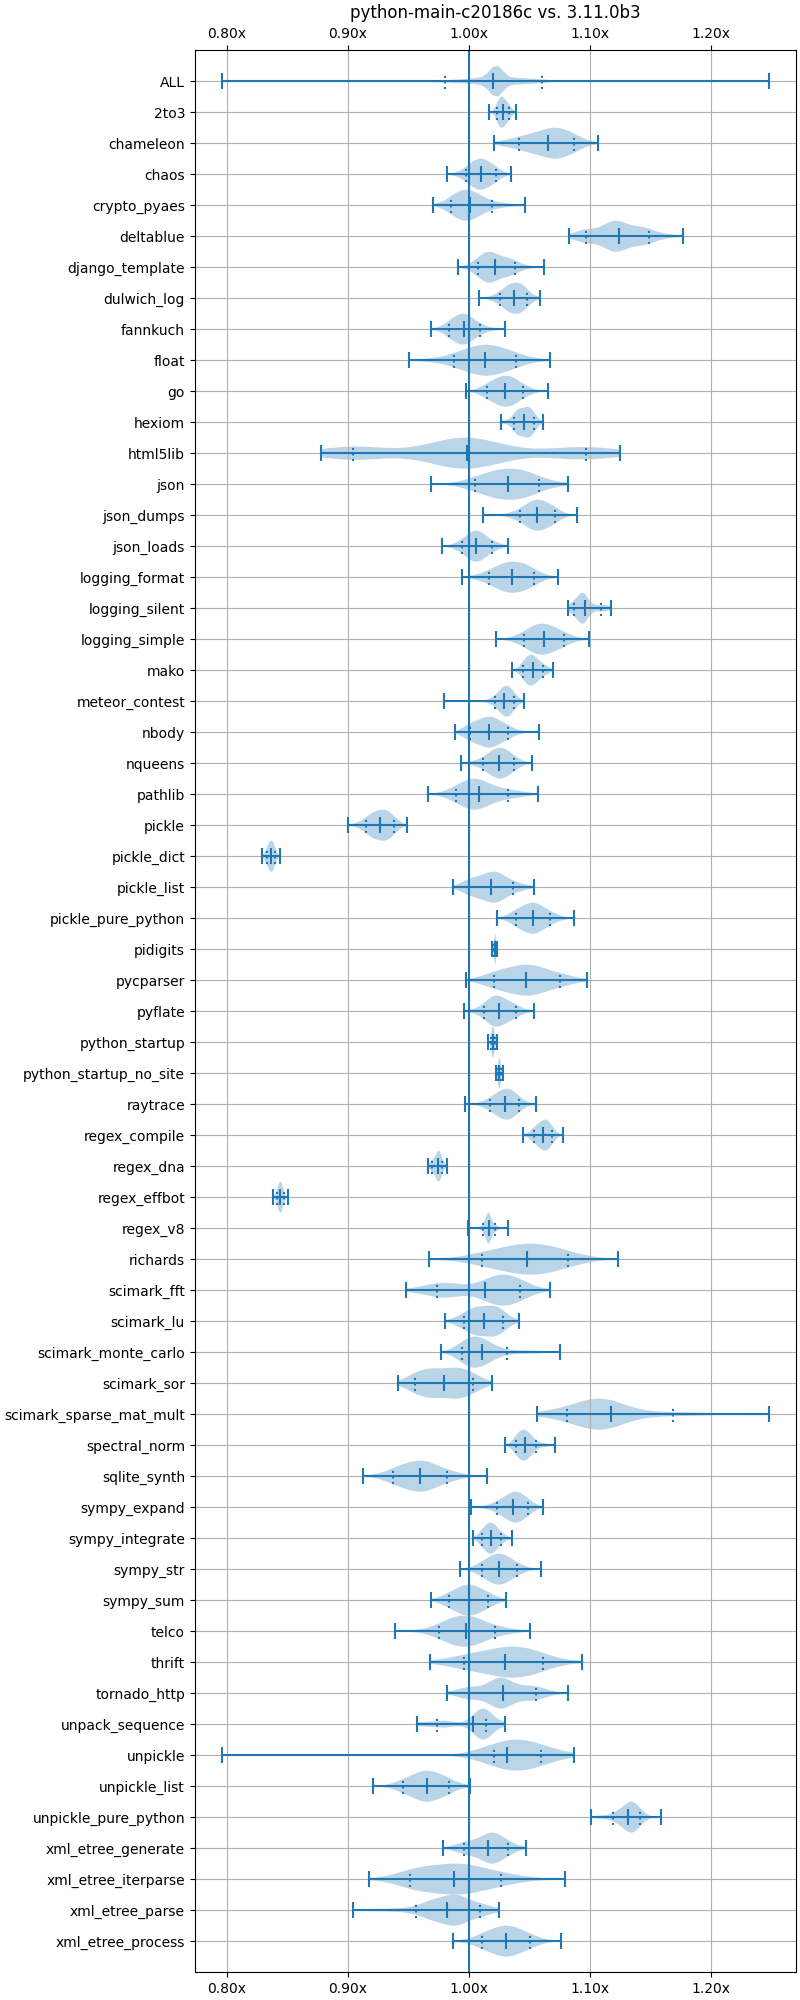 python-main-c20186c vs. 3.11.0b3
0.80x 0.90x 1.00x 1.10x 1.20x
ALL
2to3
chameleon
chaos
crypto_pyaes
deltablue
django_template
dulwich_log
fannkuch
float
go
hexiom
html5lib
json
json_dumps
json_loads
logging_format
logging_silent
logging_simple
mako
meteor_contest
nbody
nqueens
pathlib
pickle
pickle_dict
pickle_list
pickle_pure_python
pidigits
pycparser
pyflate
python_startup
python_startup_no_site
raytrace
regex_compile
regex_dna
regex_effbot
regex_v8
richards
scimark_fft
scimark_lu
scimark_monte_carlo
scimark_sor
scimark_sparse_mat_mult
spectral_norm
sqlite_synth
sympy_expand
sympy_integrate
sympy_str
sympy_sum
telco
thrift
tornado_http
unpack_sequence
unpickle
unpickle_list
unpickle_pure_python
xml_etree_generate
xml_etree_iterparse
xml_etree_parse
xml_etree_process
0.80x 0.90x 1.00x 1.10x 1.20x